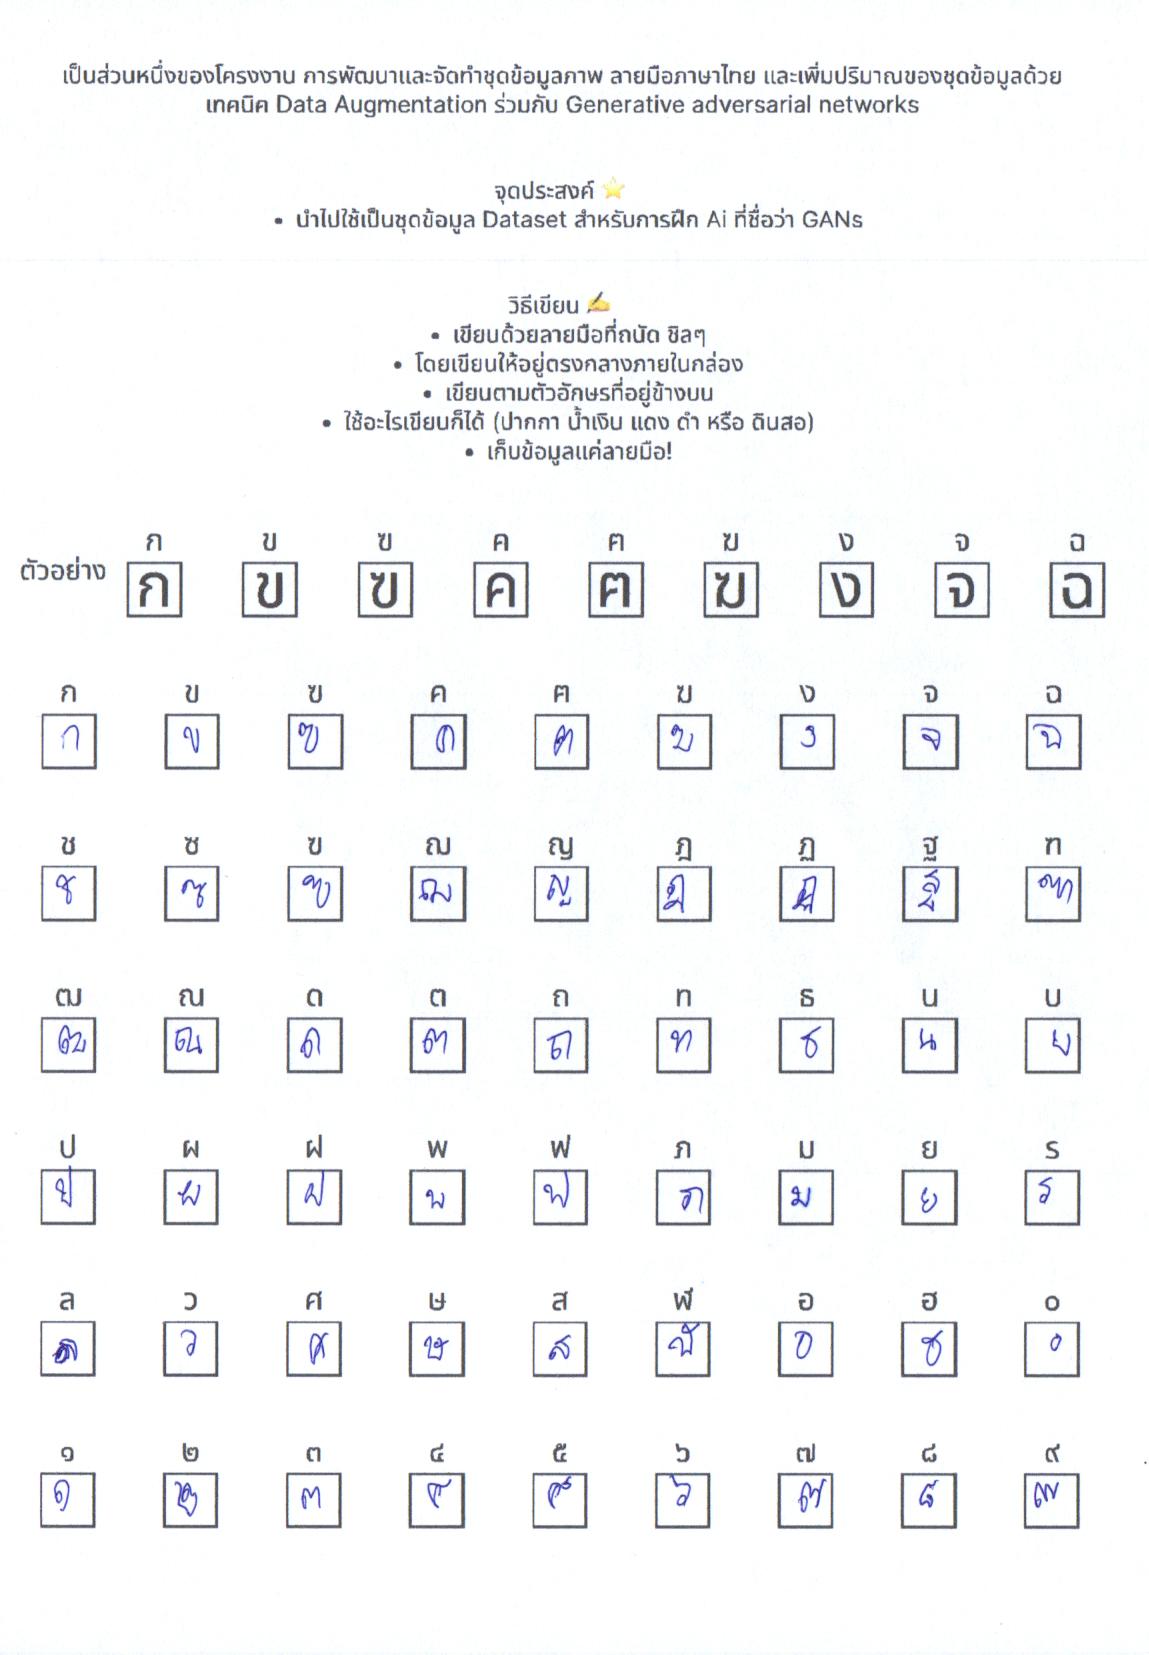 เป็นส่วนหนึ่งของโครงงาน การพัฒนาและจัดทำชุดข้อมูลภาพ ลายมือภาษาไทย และเพิ่มปริมาณของชุดข้อมูลด้วย
เทคนิค Data Augmentation ร่วมกับ Generative adversarial networks
จุดประสงค์ ⭐
• นำไปใช้เป็นชุดข้อมูล Dataset สำหรับการฝึก Ai ที่ชื่อว่า GANs
วิธีเขียน ✍️
• เขียนด้วยลายมือที่ถนัด ชิลๆ
• โดยเขียนให้อยู่ตรงกลางภายในกล่อง
• เขียนตามตัวอักษรที่อยู่ข้างบน
• ใช้อะไรเขียนก็ได้ (ปากกา น้ำเงิน แดง ดำ หรือ ดินสอ)
• เก็บข้อมูลแค่ลายมือ!
ก ข ฃ ค ฅ ฆ ง จ ฉ
ตัวอย่าง ก ข ฃ ค ฅ ฆ ง จ ฉ
ก ข ฃ ค ฅ ฆ ง จ ฉ
ก ข ฃ ค ฅ ฆ ง จ ฉ
ช ซ ฃ ฌ ญ ฎ ฏ ฐ ฑ
ช ซ ฃ ฌ ญ ฎ ฏ ฐ ฑ
ฒ ณ ด ต ถ ท ธ น บ
ฒ ณ ด ต ถ ท ธ น บ
ป ผ ฝ พ ฟ ภ ม ย ร
ป ผ ฝ พ ฟ ภ ม ย ร
ล ว ศ ษ ส ฬ อ ฮ ๐
ว ศ ษ ส ฬ อ ฮ ๐
๑ ๒ ๓ ๔ ๕ ๖ ๗ ๘ ๙
๑ ๒ ๓ ๔ ๕ ๖ ๗ ๘ ๙